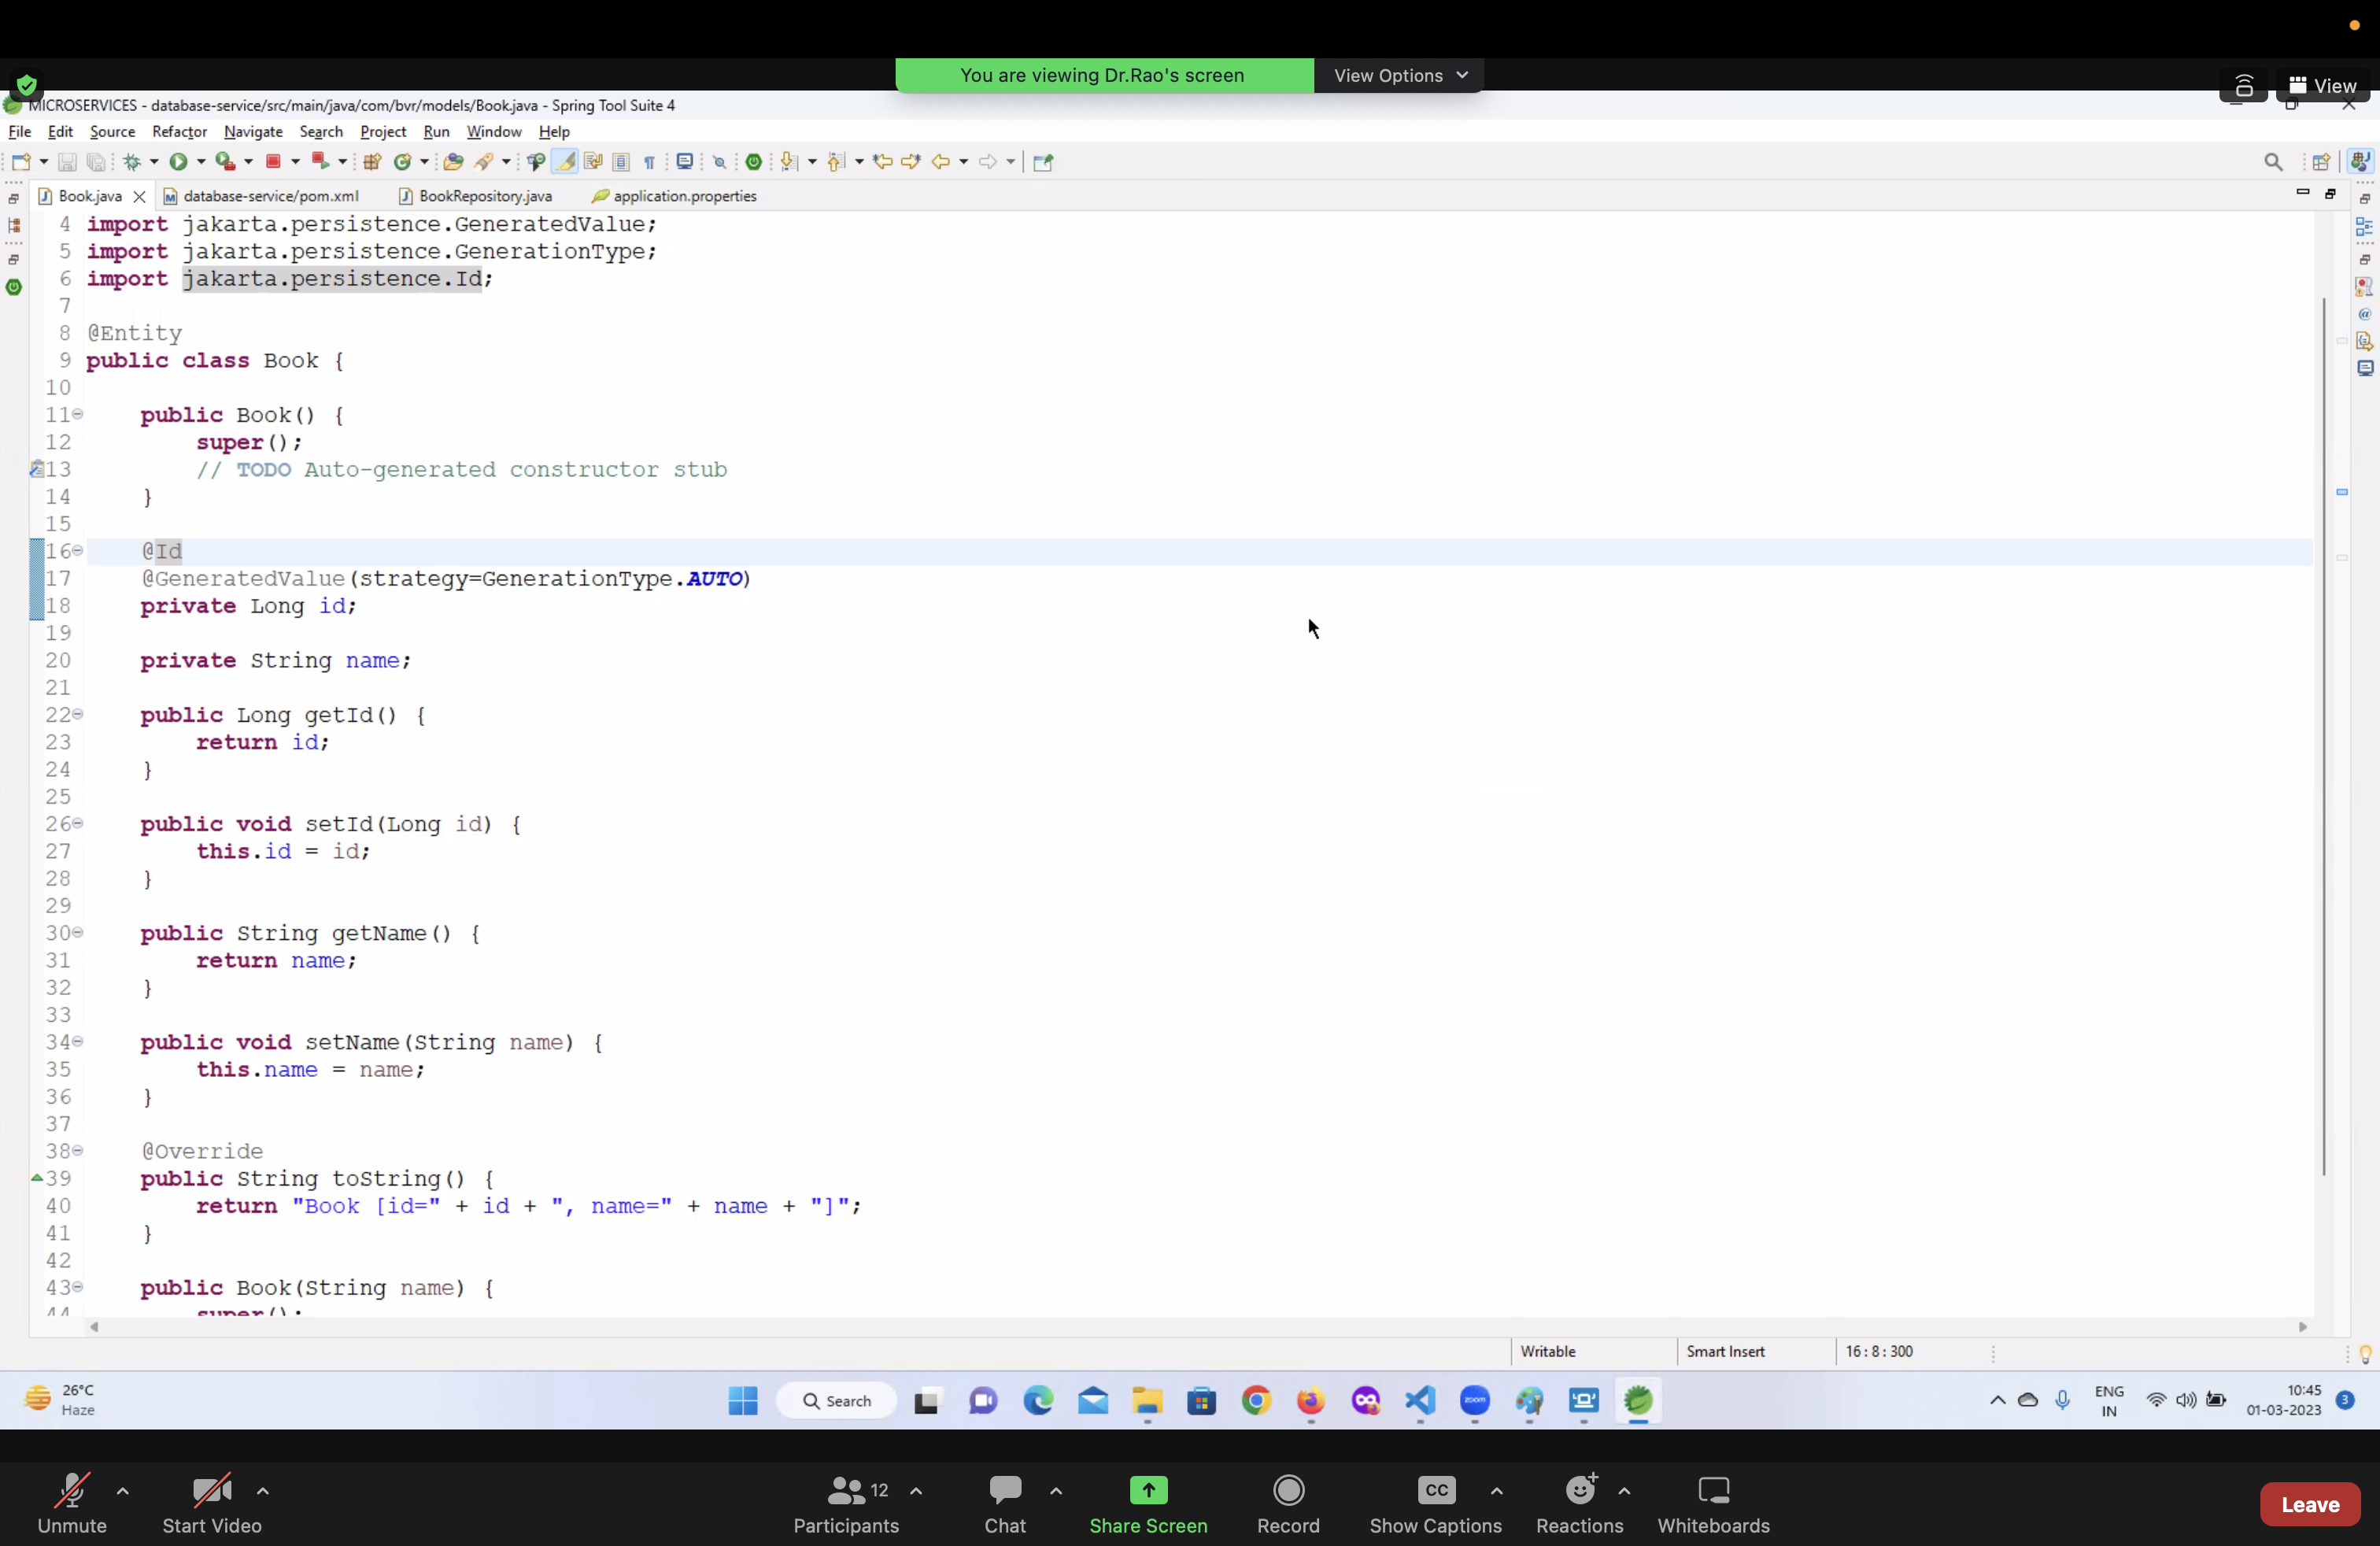 You are viewing Dr.Rao's screen
View Options
View
MICROSERVICES - database-service/src/main/java/com/bvr/models/Book.java - Spring Tool Suite 4
File Edit Source Refactor Navigate Search Project Run Window Help
Book.java database-service/pom.xml BookRepository.java application.properties
4 import jakarta.persistence.GeneratedValue;
5 import jakarta.persistence.GenerationType;
6 import jakarta.persistence.Id;
7
8 @Entity
9 public class Book {
10
11 public Book() {
12 super();
13 // TODO Auto-generated constructor stub
14 }
15
16 @Id
17 @GeneratedValue(strategy=GenerationType.AUTO)
18 private Long id;
19
20 private String name;
21
22 public Long getId() {
23 return id;
24 }
25
26 public void setId(Long id) {
27 this.id = id;
28 }
29
30 public String getName() {
31 return name;
32 }
33
34 public void setName(String name) {
35 this.name = name;
36 }
37
38 @Override
39 public String toString() {
40 return "Book [id=" + id + ", name=" + name + "]";
41 }
42
43 public Book(String name) {
44 super();
Writable Smart Insert 16 : 8 : 300
26°C
Haze
Search
zoom
ENG
IN
10:45
01-03-2023
3
Unmute
Start Video
12
Participants
Chat
Share Screen
Record
CC
Show Captions
Reactions
Whiteboards
Leave